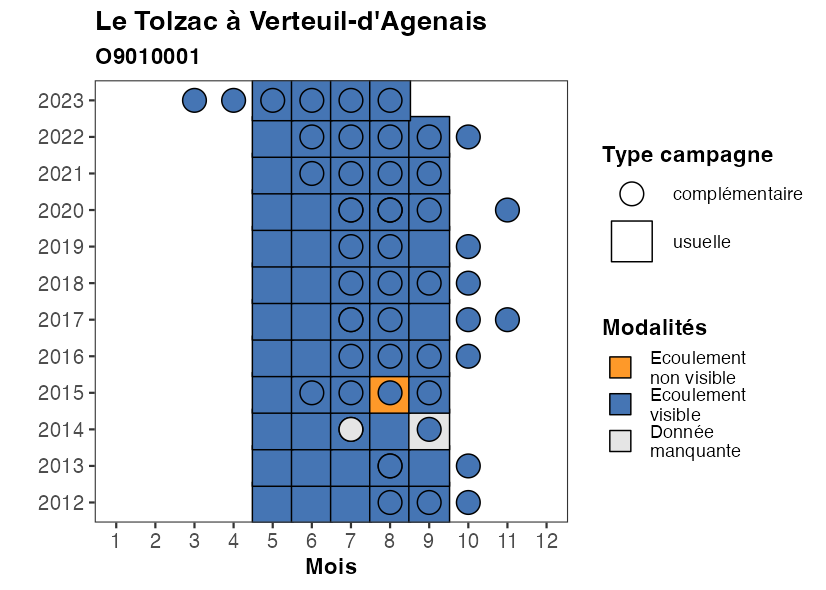 Le Tolzac à Verteuil-d'Agenais
O9010001
2023
2022
2021
2020
2019
2018
2017
2016
2015
2014
2013
2012
1 2 3 4 5 6 7 8 9 10 11 12
Mois
Type campagne
complémentaire
usuelle
Modalités
Ecoulement
non visible
Ecoulement
visible
Donnée
manquante